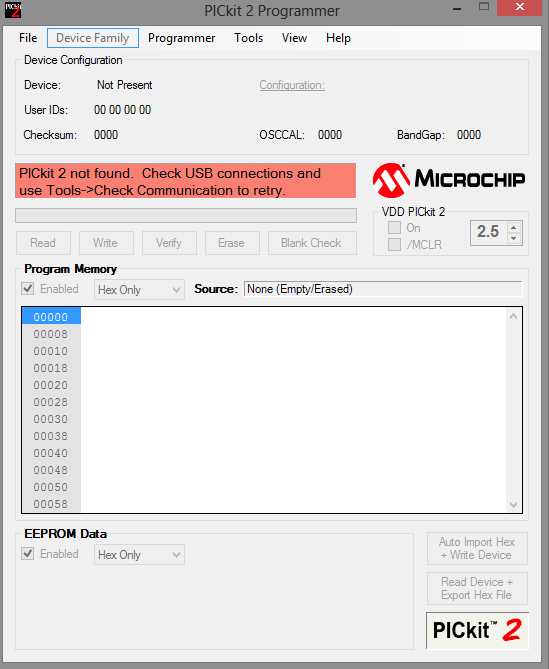 PICkit 2 Programmer
File Device Family Programmer Tools View Help
Device Configuration
Device: Not Present Configuration:
User IDs: 00 00 00 00
Checksum: 0000 OSCCAL: 0000 BandGap: 0000
PICkit 2 not found. Check USB connections and
use Tools->Check Communication to retry.
MICROCHIP
VDD PICkit 2
On
/MCLR
2.5
Read Write Verify Erase Blank Check
Program Memory
Enabled Hex Only Source: None (Empty/Erased)
00000
00008
00010
00018
00020
00028
00030
00038
00040
00048
00050
00058
EEPROM Data
Enabled Hex Only
Auto Import Hex
+ Write Device
Read Device +
Export Hex File
PICkit™ 2